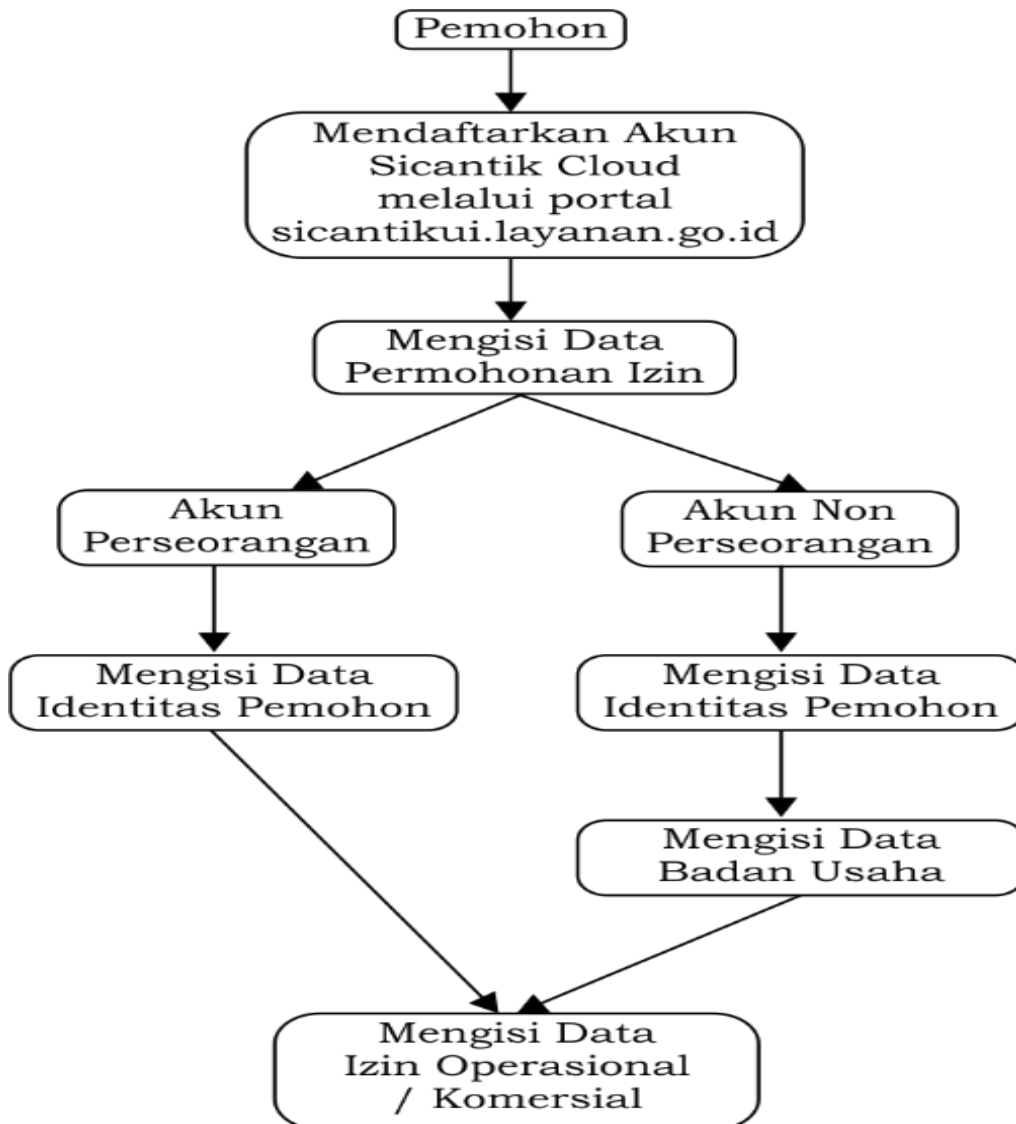 Pemohon
Mendaftarkan Akun
Sicantik Cloud
melalui portal
sicantikui.layanan.go.id
Mengisi Data
Permohonan Izin
Akun
Perseorangan
Akun Non
Perseorangan
Mengisi Data
Identitas Pemohon
Mengisi Data
Identitas Pemohon
Mengisi Data
Badan Usaha
Mengisi Data
Izin Operasional
/ Komersial